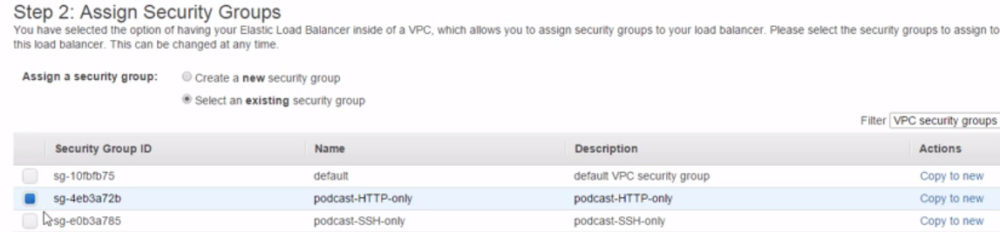 Step 2: Assign Security Groups
You have selected the option of having your Elastic Load Balancer inside of a VPC, which allows you to assign security groups to your load balancer. Please select the security groups to assign to
this load balancer. This can be changed at any time.
Assign a security group: Create a new security group
Select an existing security group
Filter VPC security groups
Security Group ID Name Description Actions
sg-10fbfb75 default default VPC security group Copy to new
sg-4eb3a72b podcast-HTTP-only podcast-HTTP-only Copy to new
sg-e0b3a785 podcast-SSH-only podcast-SSH-only Copy to new